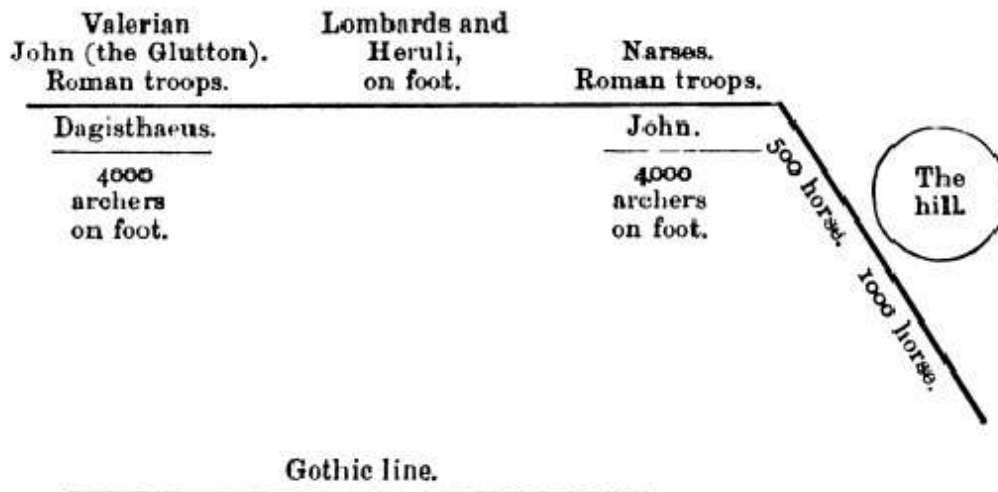 Valerian
John (the Glutton).
Roman troops.
Lombards and
Heruli,
on foot.
Narses.
Roman troops.
Dagisthaeus.
4000
archers
on foot.
John.
4000
archers
on foot.
500 horse.
1000 horse.
The
hill.
Gothic line.